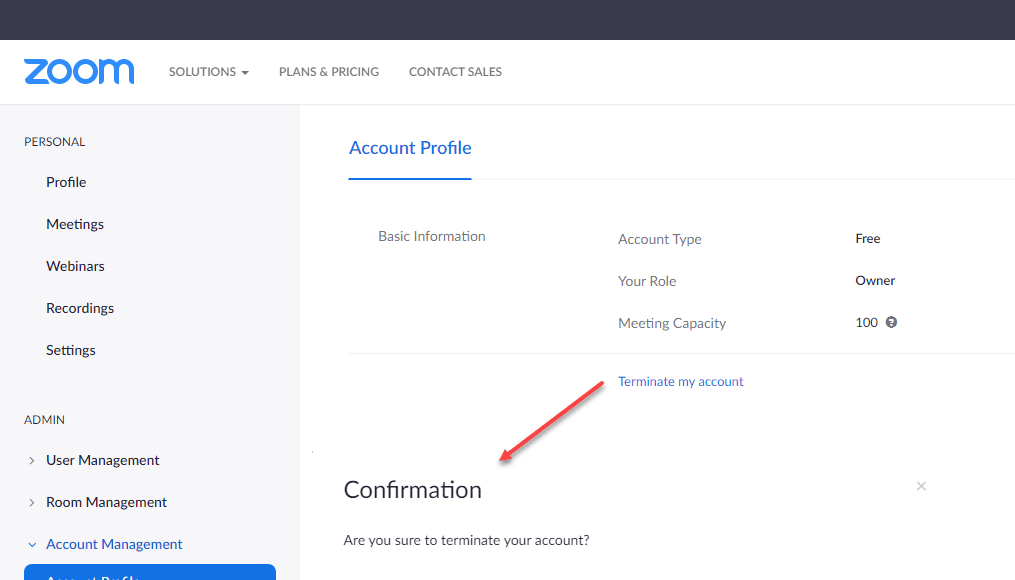 zoom
SOLUTIONS
PLANS & PRICING
CONTACT SALES
PERSONAL
Profile
Meetings
Webinars
Recordings
Settings
ADMIN
User Management
Room Management
Account Management
Account Profile
Account Profile
Basic Information
Account Type
Free
Your Role
Owner
Meeting Capacity
100
Terminate my account
Confirmation
Are you sure to terminate your account?